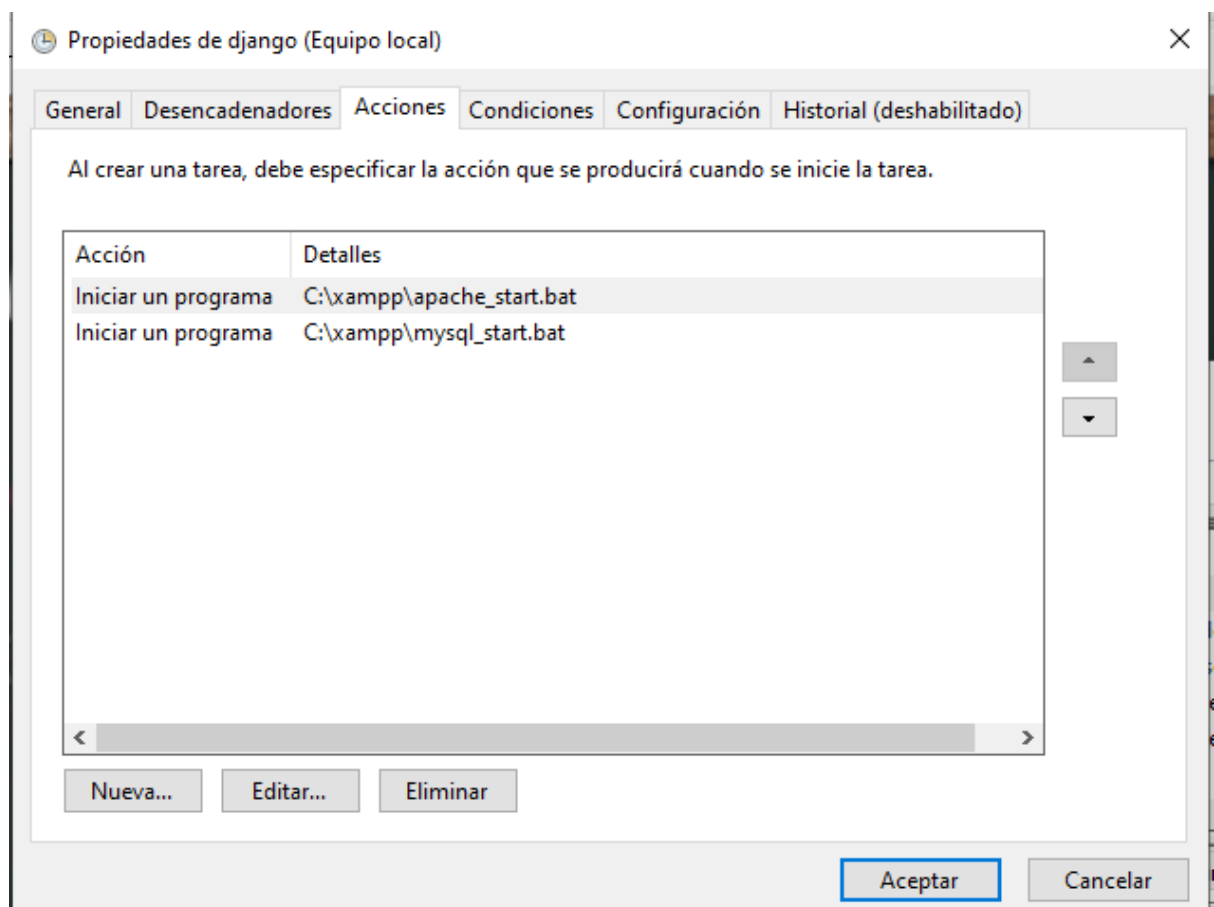 Propiedades de django (Equipo local)
General Desencadenadores Acciones Condiciones Configuración Historial (deshabilitado)
Al crear una tarea, debe especificar la acción que se producirá cuando se inicie la tarea.
Acción Detalles
Iniciar un programa C:\xampp\apache_start.bat
Iniciar un programa C:\xampp\mysql_start.bat
Nueva... Editar... Eliminar
Aceptar Cancelar